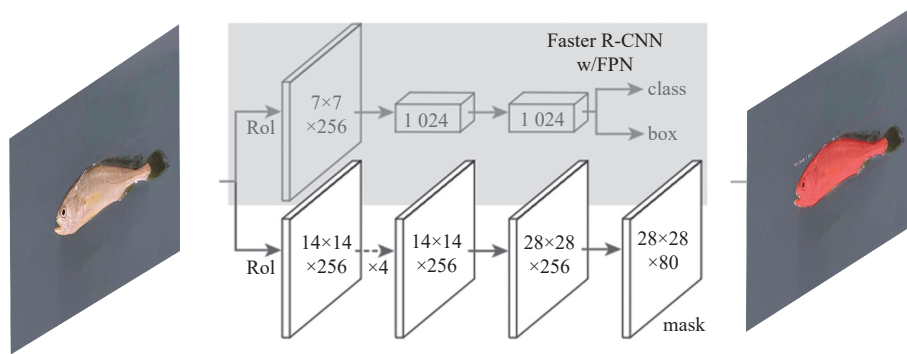 Faster R-CNN
w/FPN
RoI
7×7
×256
1 024
1 024
class
box
RoI
14×14
×256
×4
14×14
×256
28×28
×256
28×28
×80
mask